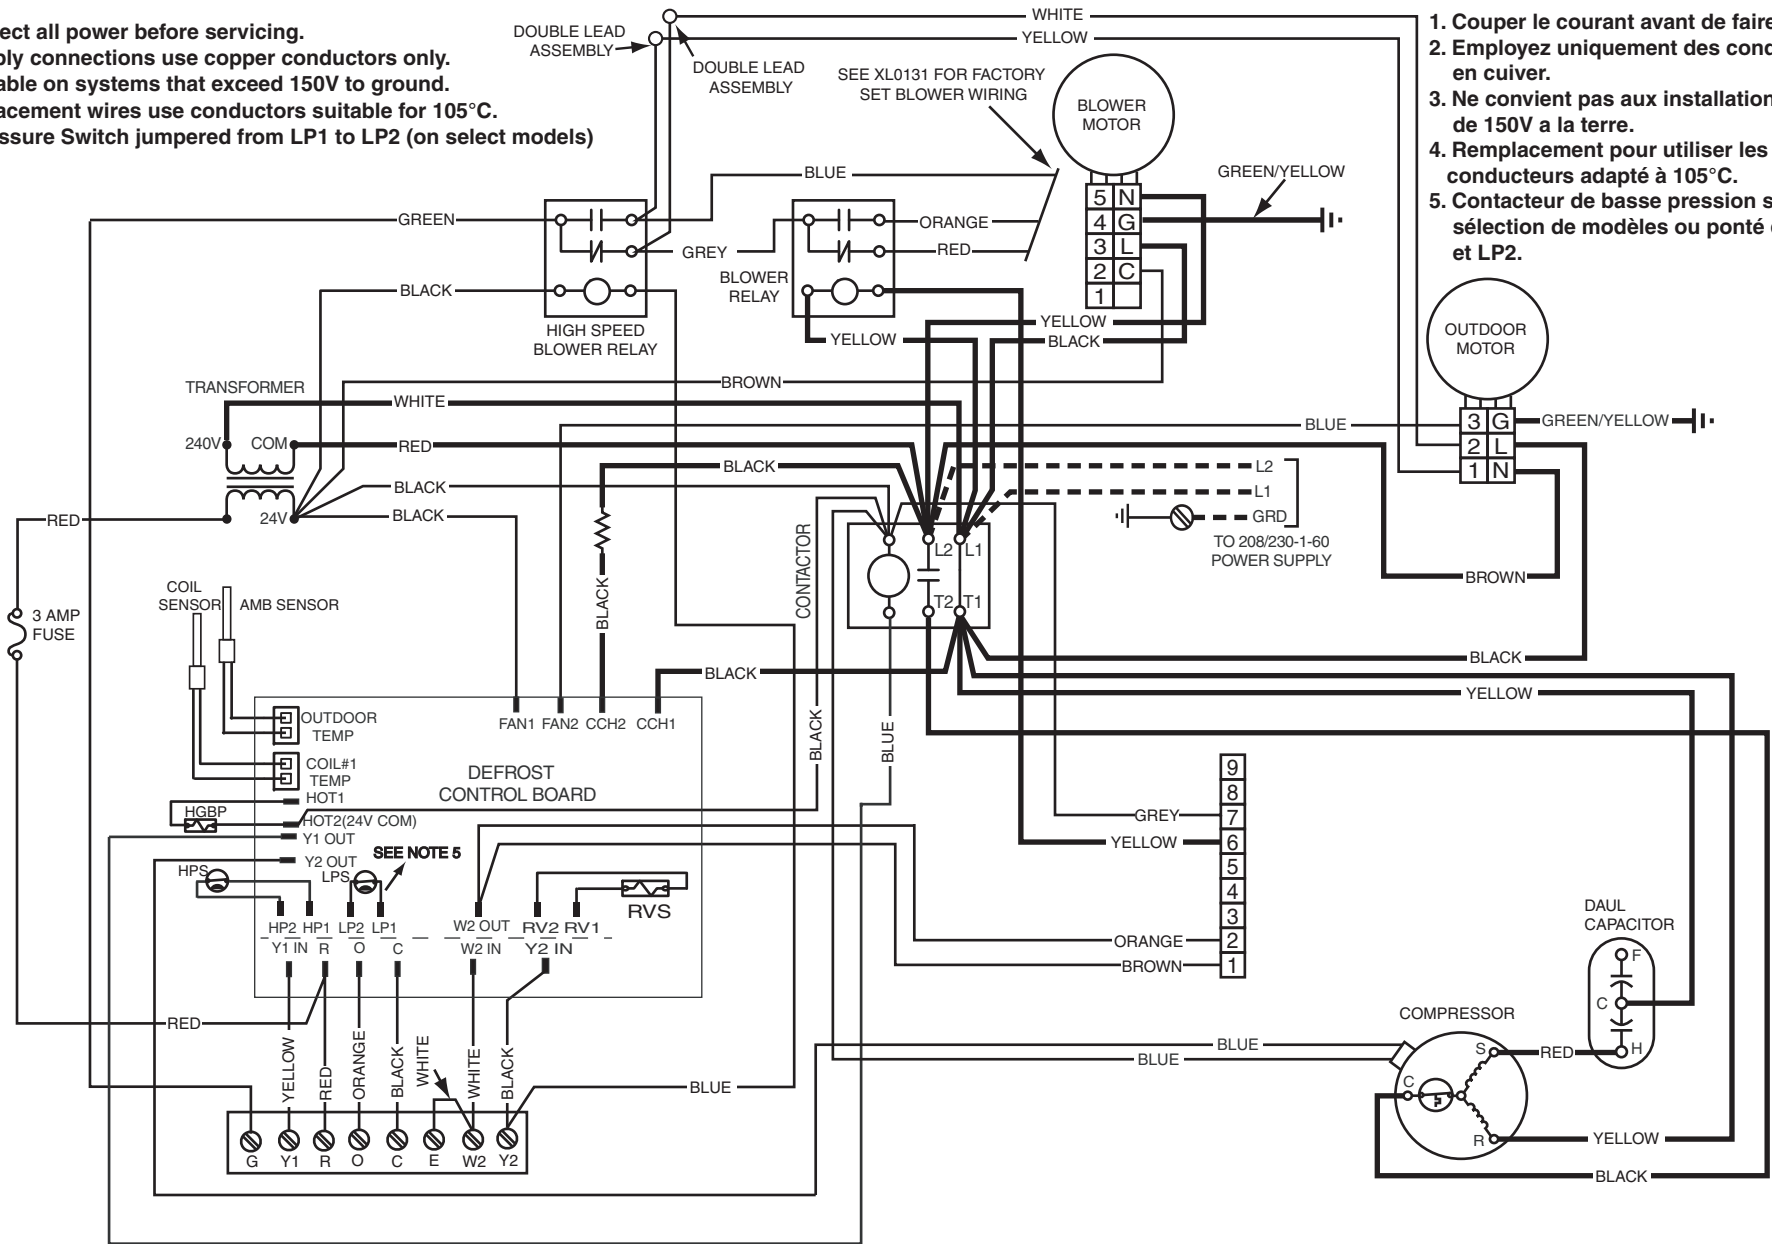 ect all power before servicing.
ly connections use copper conductors only.
able on systems that exceed 150V to ground.
acement wires use conductors suitable for 105°C.
ssure Switch jumpered from LP1 to LP2 (on select models)
1. Couper le courant avant de faire
2. Employez uniquement des cond
en cuiver.
3. Ne convient pas aux installation
de 150V a la terre.
4. Remplacement pour utiliser les
conducteurs adapté à 105°C.
5. Contacteur de basse pression s
sélection de modèles ou ponté
et LP2.
WHITE
YELLOW
DOUBLE LEAD
ASSEMBLY
DOUBLE LEAD
ASSEMBLY
SEE XL0131 FOR FACTORY
SET BLOWER WIRING
BLOWER
MOTOR
5 N
4 G
3 L
2 C
1
GREEN/YELLOW
BLUE
GREEN
GREY
ORANGE
RED
BLACK
HIGH SPEED
BLOWER RELAY
BLOWER
RELAY
YELLOW
YELLOW
BLACK
BROWN
OUTDOOR
MOTOR
3 G
2 L
1 N
GREEN/YELLOW
BLUE
TRANSFORMER
WHITE
240V
COM
RED
BLACK
BLACK
BLACK
24V
RED
L2
L1
GRD
TO 208/230-1-60
POWER SUPPLY
BROWN
CONTACTOR
L2
L1
T2
T1
COIL
SENSOR
AMB SENSOR
3 AMP
FUSE
BLACK
BLACK
BLACK
YELLOW
BLACK
BLUE
FAN1
FAN2
CCH2
CCH1
OUTDOOR
TEMP
COIL#1
TEMP
DEFROST
CONTROL BOARD
HOT1
HGBP
HOT2(24V COM)
Y1 OUT
Y2 OUT
SEE NOTE 5
HPS
LPS
RVS
HP2
HP1
LP2
LP1
W2 OUT
RV2
RV1
Y1 IN
R
O
C
W2 IN
Y2 IN
9
8
GREY
7
YELLOW
6
5
4
3
ORANGE
2
BROWN
1
DAUL
CAPACITOR
F
C
H
COMPRESSOR
S
C
R
RED
YELLOW
BLACK
BLUE
BLUE
RED
YELLOW
RED
ORANGE
BLACK
WHITE
WHITE
BLACK
BLUE
G
Y1
R
O
C
E
W2
Y2